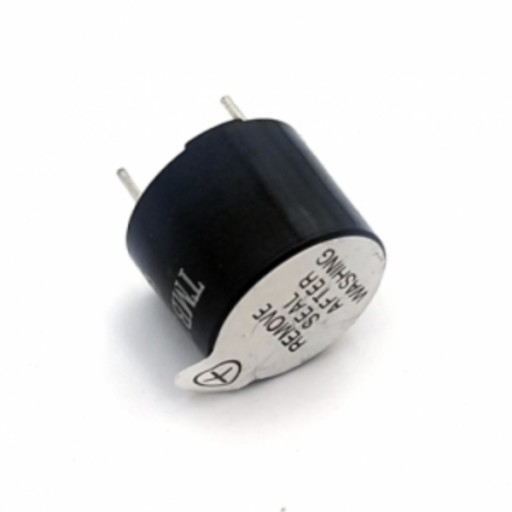 REMOVE
SEAL
AFTER
WASHING
+